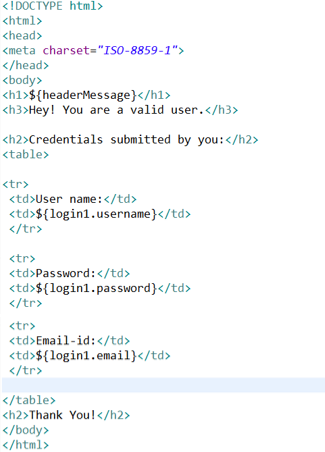 <!DOCTYPE html>
<html>
<head>
<meta charset="ISO-8859-1">
</head>
<body>
<h1>${headerMessage}</h1>
<h3>Hey! You are a valid user.</h3>
<h2>Credentials submitted by you:</h2>
<table>
<tr>
<td>User name:</td>
<td>${login1.username}</td>
</tr>
<tr>
<td>Password:</td>
<td>${login1.password}</td>
</tr>
<tr>
<td>Email-id:</td>
<td>${login1.email}</td>
</tr>
</table>
<h2>Thank You!</h2>
</body>
</html>